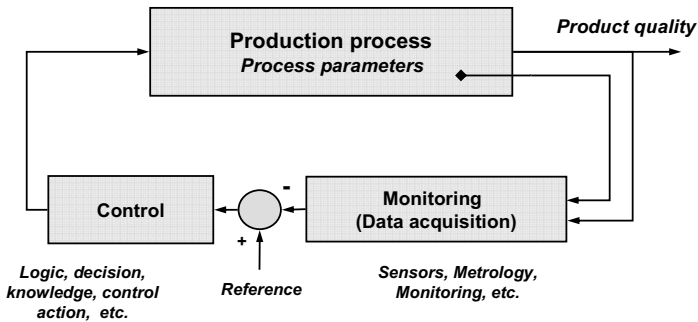 Product quality
Production process
Process parameters
Control
-
+
Monitoring
(Data acquisition)
Logic, decision,
knowledge, control
action, etc.
Reference
Sensors, Metrology,
Monitoring, etc.